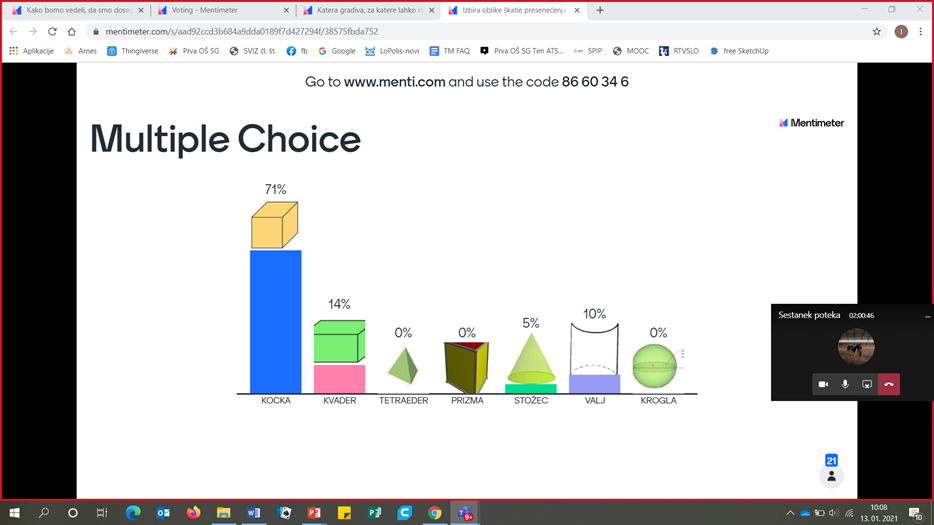 Kako bomo vedeli, da smo doseg
Voting - Mentimeter
Katera gradiva, za katere lahko re
Izbira oblike škatle presenečenja
mentimeter.com/s/aad92ccd3b684a9dda0189f7d427294f/38575fbda752
Aplikacije
Arnes
Thingiverse
Prva OŠ SG
SVIZ čl. št.
fb
Google
LoPolis-novi
TM FAQ
Prva OŠ SG Tim ATS...
SPIP
MOOC
RTVSLO
free SketchUp
Go to www.menti.com and use the code 86 60 34 6
Mentimeter
Multiple Choice
71%
14%
0%
0%
5%
10%
0%
KOCKA
KVADER
TETRAEDER
PRIZMA
STOŽEC
VALJ
KROGLA
Sestanek poteka 02:00:46
21
10:08
13. 01. 2021